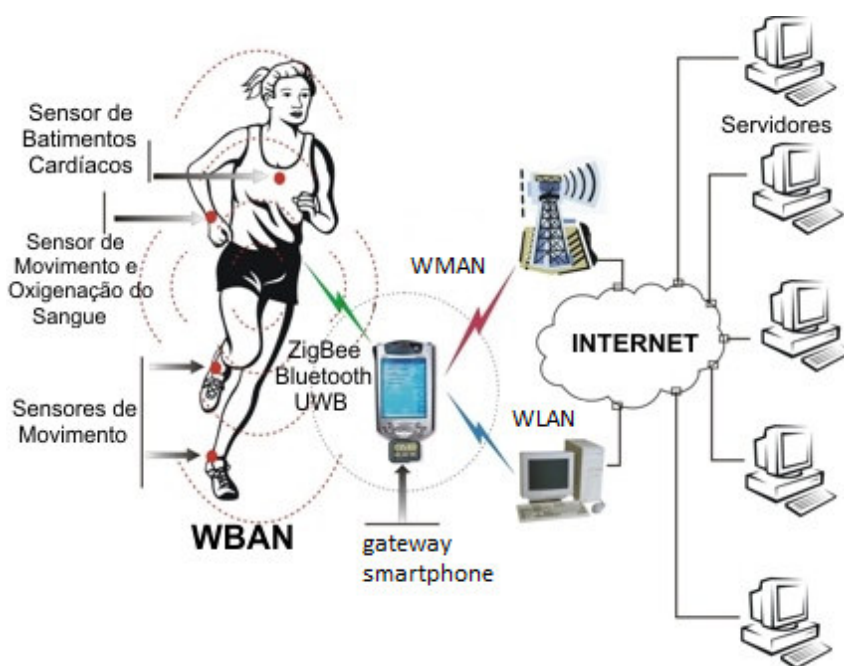 Sensor de
Batimentos
Cardíacos
Sensor de
Movimento e
Oxigenação do
Sangue
Sensores de
Movimento
WBAN
ZigBee
Bluetooth
UWB
gateway
smartphone
WMAN
WLAN
INTERNET
Servidores